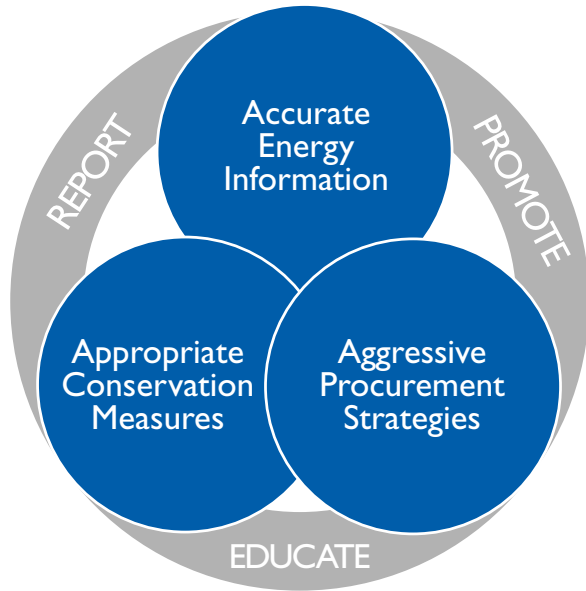 Accurate
Energy
Information
REPORT
PROMOTE
Appropriate
Conservation
Measures
Aggressive
Procurement
Strategies
EDUCATE